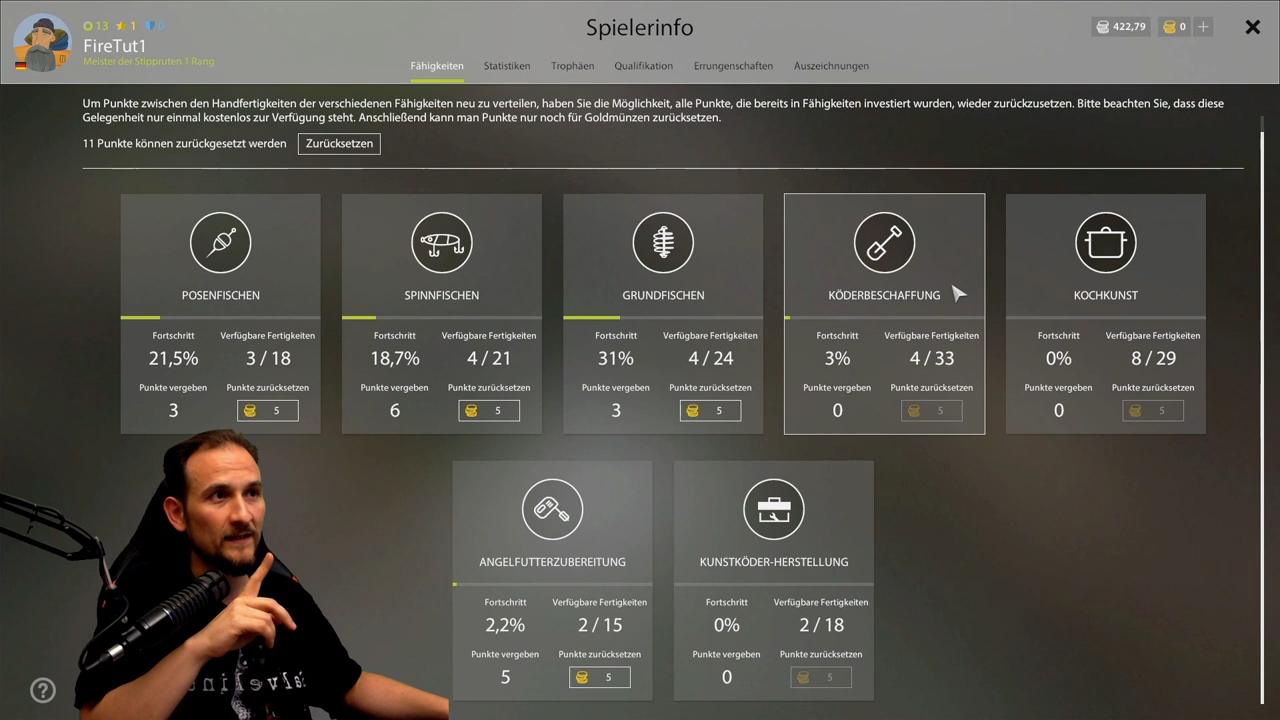 13 1 0
FireTut1
Meister der Stippruten 1 Rang
Spielerinfo
422,79 0 +
Fähigkeiten Statistiken Trophäen Qualifikation Errungenschaften Auszeichnungen
Um Punkte zwischen den Handfertigkeiten der verschiedenen Fähigkeiten neu zu verteilen, haben Sie die Möglichkeit, alle Punkte, die bereits in Fähigkeiten investiert wurden, wieder zurückzusetzen. Bitte beachten Sie, dass diese
Gelegenheit nur einmal kostenlos zur Verfügung steht. Anschließend kann man Punkte nur noch für Goldmünzen zurücksetzen.
11 Punkte können zurückgesetzt werden Zurücksetzen
POSENFISCHEN
Fortschritt Verfügbare Fertigkeiten
21,5% 3 / 18
Punkte vergeben Punkte zurücksetzen
3 5
SPINNFISCHEN
Fortschritt Verfügbare Fertigkeiten
18,7% 4 / 21
Punkte vergeben Punkte zurücksetzen
6 5
GRUNDFISCHEN
Fortschritt Verfügbare Fertigkeiten
31% 4 / 24
Punkte vergeben Punkte zurücksetzen
3 5
KÖDERBESCHAFFUNG
Fortschritt Verfügbare Fertigkeiten
3% 4 / 33
Punkte vergeben Punkte zurücksetzen
0 5
KOCHKUNST
Fortschritt Verfügbare Fertigkeiten
0% 8 / 29
Punkte vergeben Punkte zurücksetzen
0 5
ANGELFUTTERZUBEREITUNG
Fortschritt Verfügbare Fertigkeiten
2,2% 2 / 15
Punkte vergeben Punkte zurücksetzen
5 5
KUNSTKÖDER-HERSTELLUNG
Fortschritt Verfügbare Fertigkeiten
0% 2 / 18
Punkte vergeben Punkte zurücksetzen
0 5
?